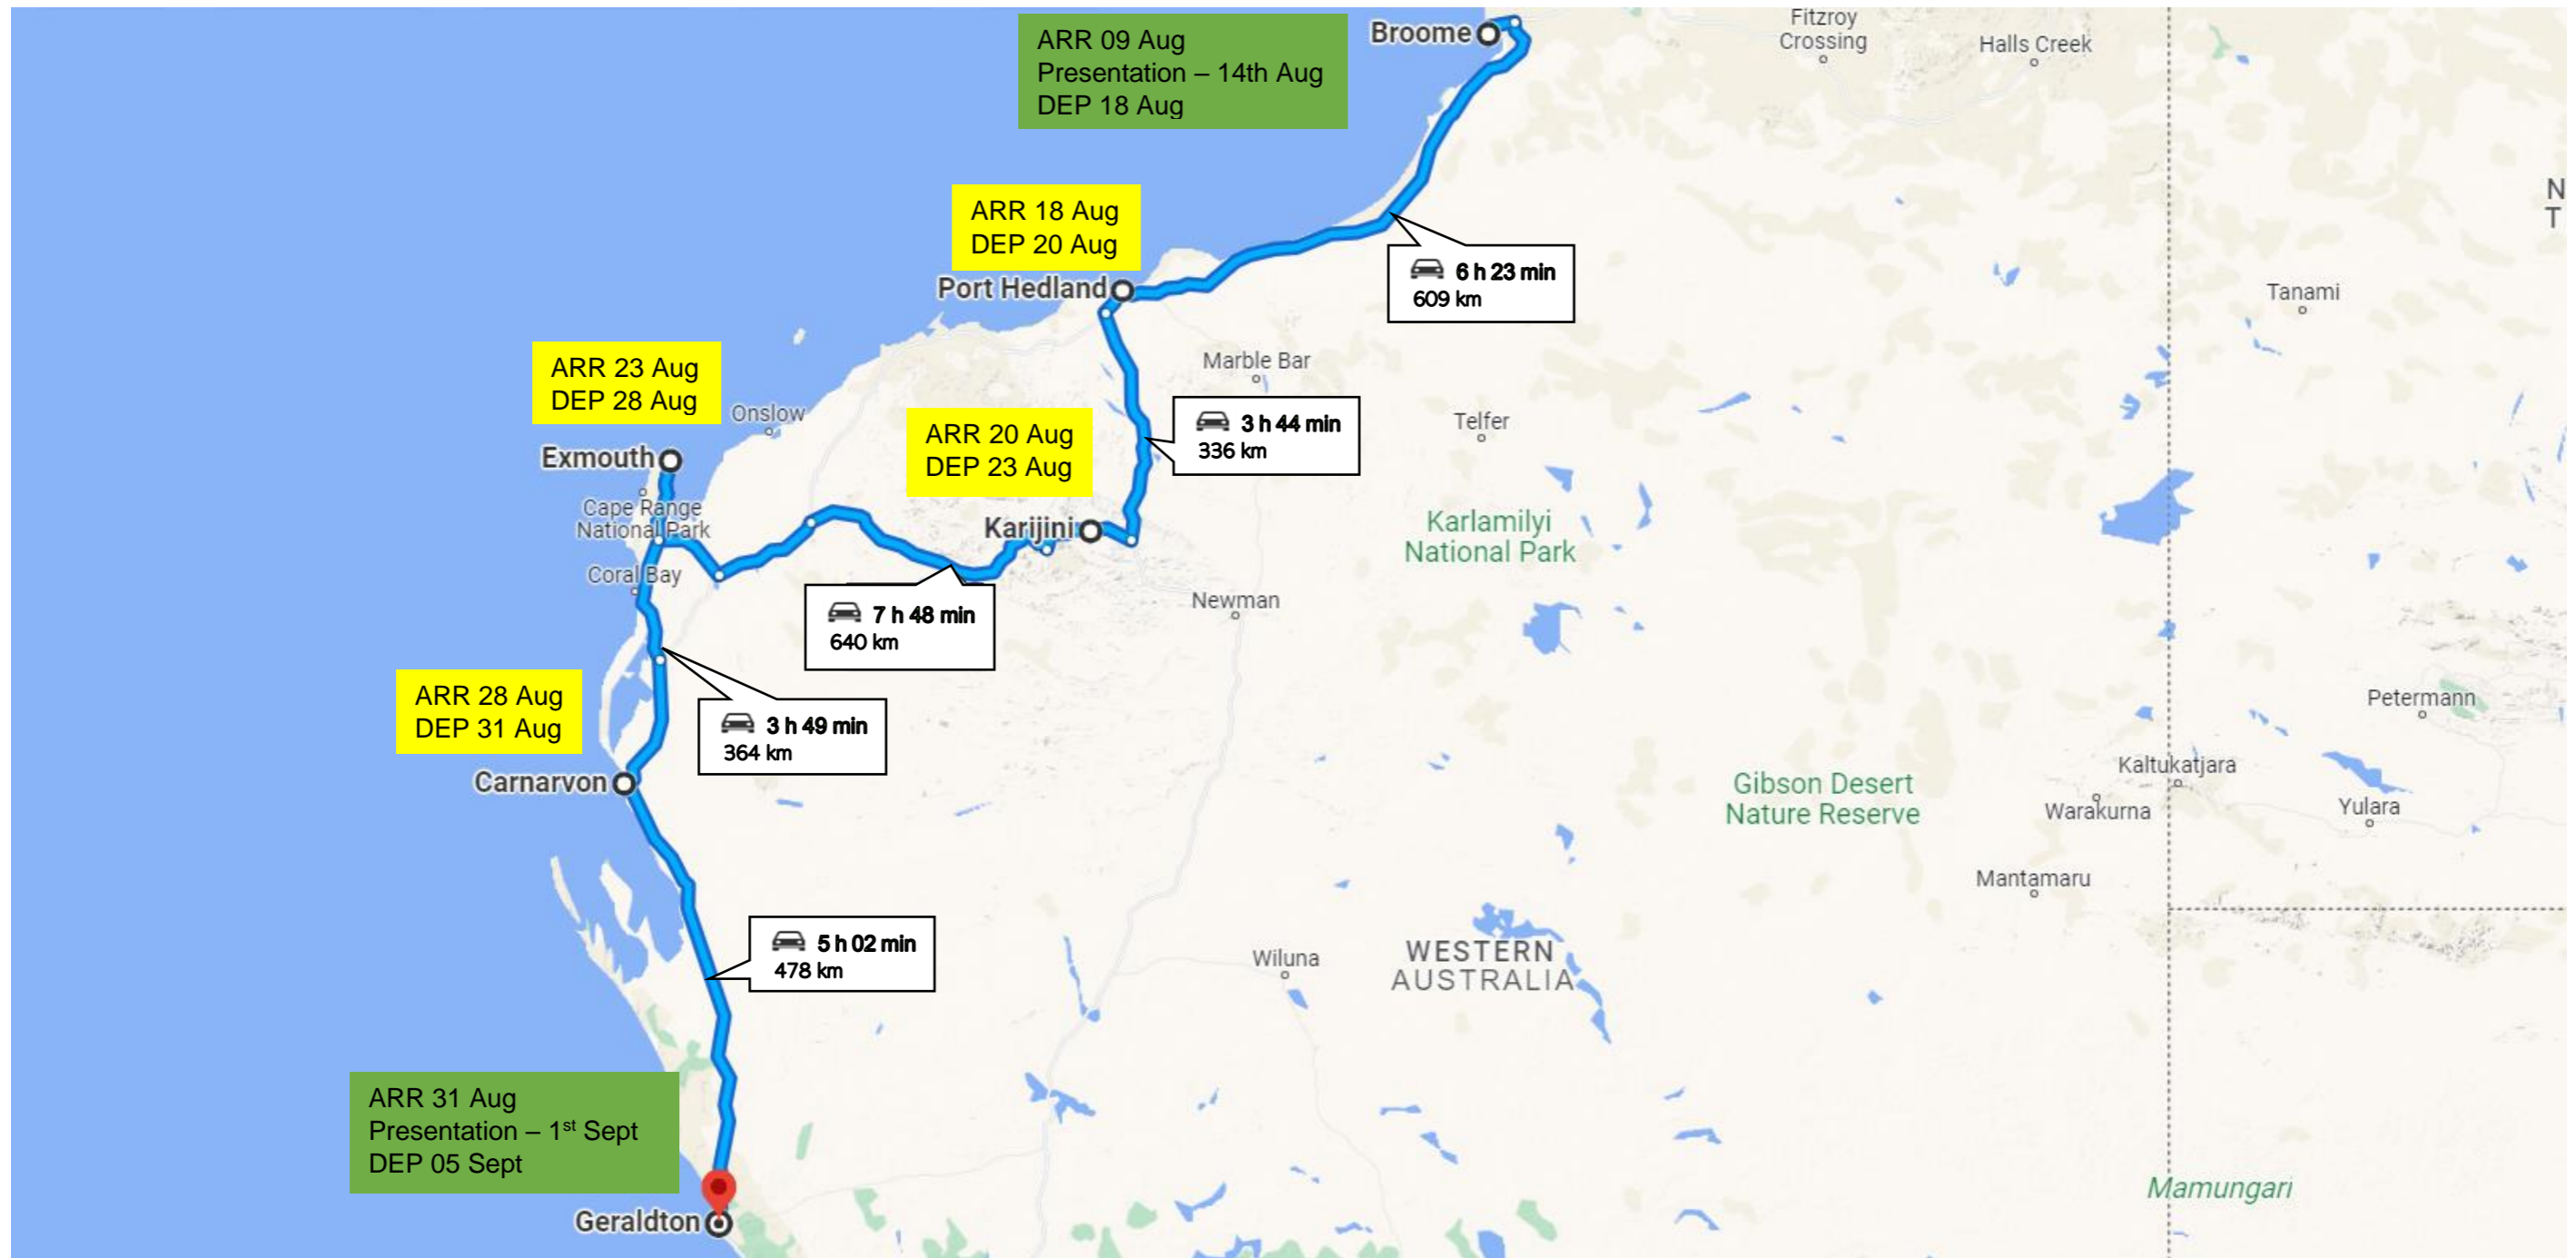 ARR 09 Aug
Presentation – 14th Aug
DEP 18 Aug
Broome
Fitzroy
Crossing
Halls Creek
N
T
ARR 18 Aug
DEP 20 Aug
Port Hedland
6 h 23 min
609 km
Tanami
ARR 23 Aug
DEP 28 Aug
Onslow
Exmouth
Cape Range
National Park
Coral Bay
Marble Bar
3 h 44 min
336 km
Telfer
ARR 20 Aug
DEP 23 Aug
Karijini
Karlamilyi
National Park
7 h 48 min
640 km
Newman
ARR 28 Aug
DEP 31 Aug
3 h 49 min
364 km
Carnarvon
Petermann
Kaltukatjara
Warakurna
Yulara
Gibson Desert
Nature Reserve
Mantamaru
5 h 02 min
478 km
Wiluna
WESTERN
AUSTRALIA
ARR 31 Aug
Presentation – 1st Sept
DEP 05 Sept
Geraldton
Mamungari